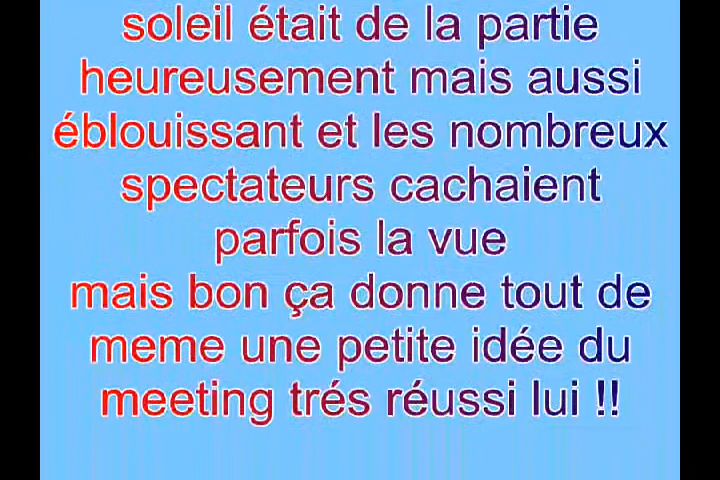 soleil était de la partie
heureusement mais aussi
éblouissant et les nombreux
spectateurs cachaient
parfois la vue
mais bon ça donne tout de
meme une petite idée du
meeting trés réussi lui !!